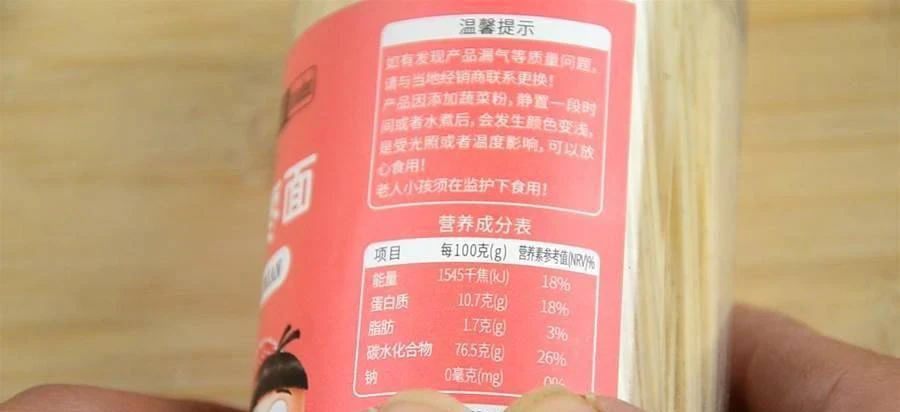 温馨提示
如有发现产品漏气等质量问题,
请与当地经销商联系更换!
产品因添加蔬菜粉,静置一段时
间或者水煮后,会发生颜色变浅,
是受光照或者温度影响,可以放
心食用!
老人小孩须在监护下食用!
面
营养成分表
项目 每100克(g) 营养素参考值(NRV)%
能量 1545千焦(kJ) 18%
蛋白质 10.7克(g) 18%
脂肪 1.7克(g) 3%
碳水化合物 76.5克(g) 26%
钠 0毫克(mg) 0%